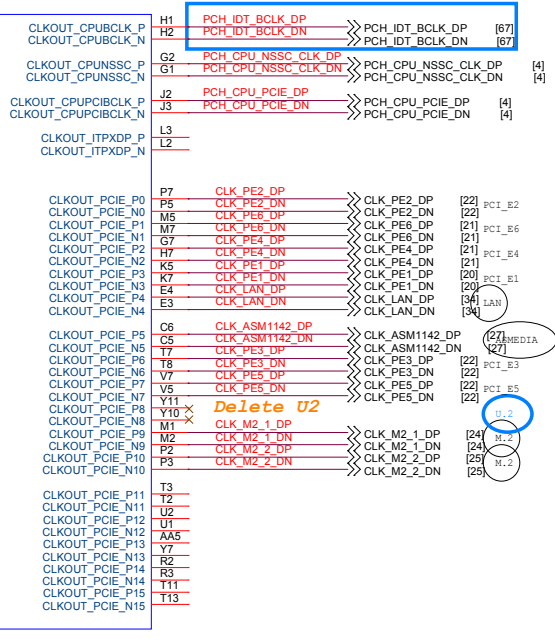 CLKOUT_CPUBCLK_P H1 PCH_IDT_BCLK_DP PCH_IDT_BCLK_DP [67]
CLKOUT_CPUBCLK_N H2 PCH_IDT_BCLK_DN PCH_IDT_BCLK_DN [67]
CLKOUT_CPUNSSC_P G2 PCH_CPU_NSSC_CLK_DP PCH_CPU_NSSC_CLK_DP [4]
CLKOUT_CPUNSSC_N G1 PCH_CPU_NSSC_CLK_DN PCH_CPU_NSSC_CLK_DN [4]
CLKOUT_CPUPCIBCLK_P J2 PCH_CPU_PCIE_DP PCH_CPU_PCIE_DP [4]
CLKOUT_CPUPCIBCLK_N J3 PCH_CPU_PCIE_DN PCH_CPU_PCIE_DN [4]
CLKOUT_ITPXDP_P L3
CLKOUT_ITPXDP_N L2
CLKOUT_PCIE_P0 P7 CLK_PE2_DP CLK_PE2_DP [22] PCI_E2
CLKOUT_PCIE_N0 P5 CLK_PE2_DN CLK_PE2_DN [22]
CLKOUT_PCIE_P1 M5 CLK_PE6_DP CLK_PE6_DP [21] PCI_E6
CLKOUT_PCIE_N1 M7 CLK_PE6_DN CLK_PE6_DN [21]
CLKOUT_PCIE_P2 G7 CLK_PE4_DP CLK_PE4_DP [21] PCI_E4
CLKOUT_PCIE_N2 H7 CLK_PE4_DN CLK_PE4_DN [21]
CLKOUT_PCIE_P3 K5 CLK_PE1_DP CLK_PE1_DP [20] PCI_E1
CLKOUT_PCIE_N3 K7 CLK_PE1_DN CLK_PE1_DN [20]
CLKOUT_PCIE_P4 E4 CLK_LAN_DP CLK_LAN_DP [34] LAN
CLKOUT_PCIE_N4 E3 CLK_LAN_DN CLK_LAN_DN [34]
CLKOUT_PCIE_P5 C6 CLK_ASM1142_DP CLK_ASM1142_DP [27] ASMEDIA
CLKOUT_PCIE_N5 C5 CLK_ASM1142_DN CLK_ASM1142_DN [27]
CLKOUT_PCIE_P6 T7 CLK_PE3_DP CLK_PE3_DP [22] PCI_E3
CLKOUT_PCIE_N6 T8 CLK_PE3_DN CLK_PE3_DN [22]
CLKOUT_PCIE_P7 V7 CLK_PE5_DP CLK_PE5_DP [22] PCI_E5
CLKOUT_PCIE_N7 V5 CLK_PE5_DN CLK_PE5_DN [22]
CLKOUT_PCIE_P8 Y11 Delete U2 U.2
CLKOUT_PCIE_N8 Y10
CLKOUT_PCIE_P9 M1 CLK_M2_1_DP CLK_M2_1_DP [24] M.2
CLKOUT_PCIE_N9 M2 CLK_M2_1_DN CLK_M2_1_DN [24]
CLKOUT_PCIE_P10 P2 CLK_M2_2_DP CLK_M2_2_DP [25] M.2
CLKOUT_PCIE_N10 P3 CLK_M2_2_DN CLK_M2_2_DN [25]
CLKOUT_PCIE_P11 T3
CLKOUT_PCIE_N11 T2
CLKOUT_PCIE_P12 U2
CLKOUT_PCIE_N12 U1
CLKOUT_PCIE_P13 AA5
CLKOUT_PCIE_N13 Y7
CLKOUT_PCIE_P14 R2
CLKOUT_PCIE_N14 R3
CLKOUT_PCIE_P15 T11
CLKOUT_PCIE_N15 T13